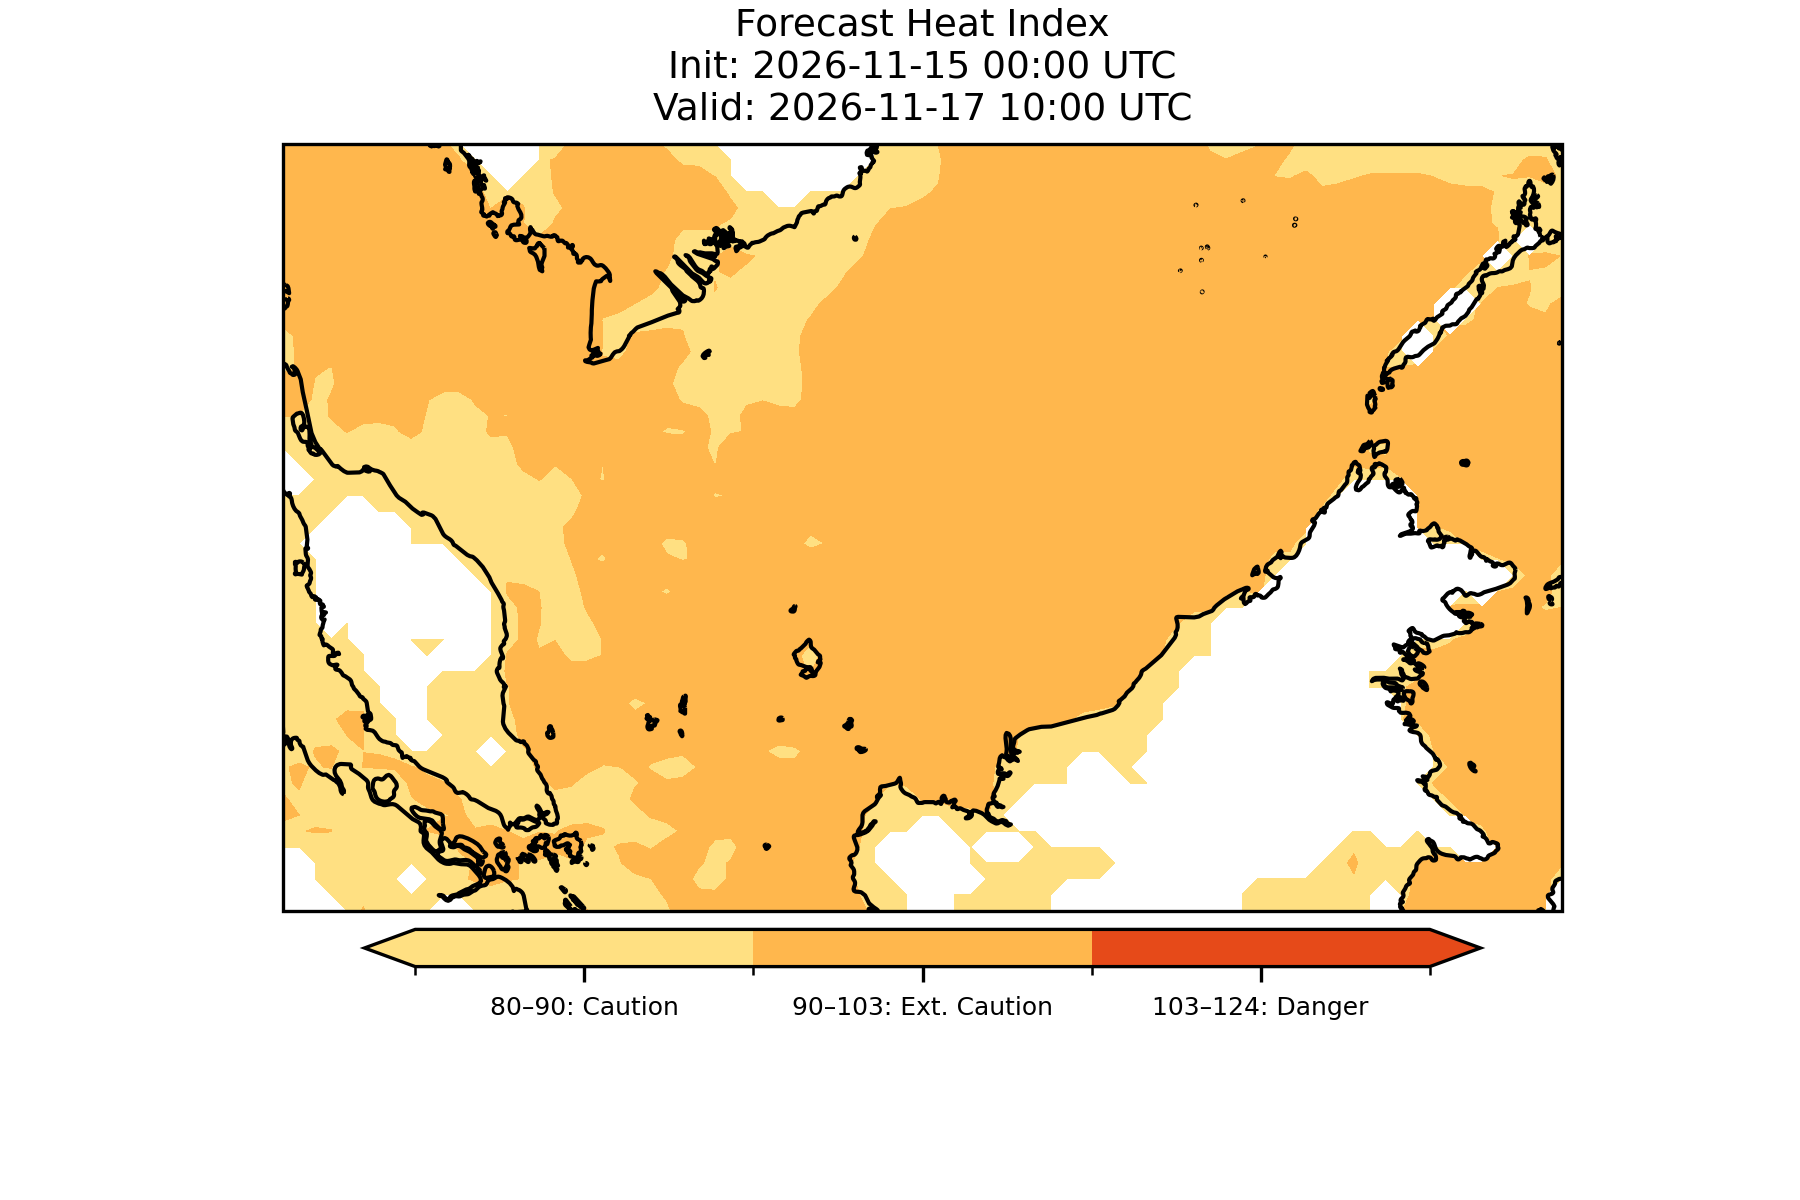 Forecast Heat Index
Init: 2026-11-15 00:00 UTC
Valid: 2026-11-17 10:00 UTC
80–90: Caution
90–103: Ext. Caution
103–124: Danger